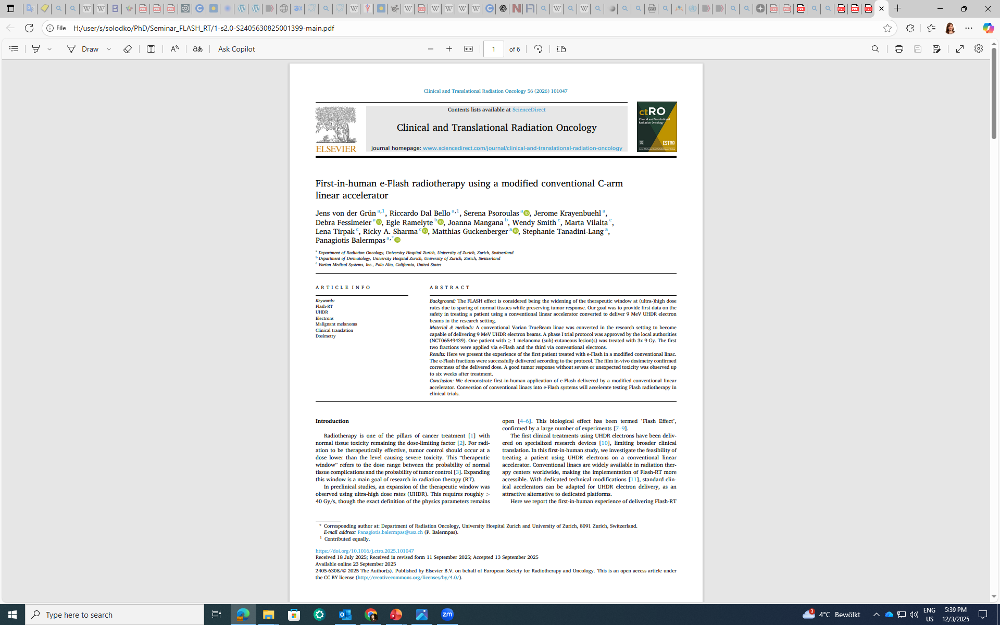 File
H:/user/s/solodko/PhD/Seminar_FLASH_RT/1-s2.0-S2405630825001399-main.pdf
Draw
Ask Copilot
1 of 6
Clinical and Translational Radiation Oncology 56 (2026) 101047
Contents lists available at ScienceDirect
Clinical and Translational Radiation Oncology
journal homepage: www.sciencedirect.com/journal/clinical-and-translational-radiation-oncology
ELSEVIER
ctRO
Clinical and Translational
Radiation Oncology
ESTRO
First-in-human e-Flash radiotherapy using a modified conventional C-arm
linear accelerator
Jens von der Grün a,1, Riccardo Dal Bello a,1, Serena Psoroulas a, Jerome Krayenbuehl a,
Debra Fesslmeier a, Egle Ramelyte b, Joanna Mangana b, Wendy Smith c, Marta Vilalta c,
Lena Tirpak c, Ricky A. Sharma c, Matthias Guckenberger a, Stephanie Tanadini-Lang a,
Panagiotis Balermpas a,*
a Department of Radiation Oncology, University Hospital Zurich, University of Zurich, Zurich, Switzerland
b Department of Dermatology, University Hospital Zurich, University of Zurich, Zurich, Switzerland
c Varian Medical Systems, Inc., Palo Alto, California, United States
ARTICLE INFO
Keywords:
Flash-RT
UHDR
Electrons
Malignant melanoma
Clinical translation
Dosimetry
ABSTRACT
Background: The FLASH effect is considered being the widening of the therapeutic window at (ultra-)high dose
rates due to sparing of normal tissues while preserving tumor response. Our goal was to provide first data on the
safety in treating a patient using a conventional linear accelerator converted to deliver 9 MeV UHDR electron
beams in the research setting.
Material & methods: A conventional Varian TrueBeam linac was converted in the research setting to become
capable of delivering 9 MeV UHDR electron beams. A phase I trial protocol was approved by the local authorities
(NCT06549439). One patient with ≥ 1 melanoma (sub)-cutaneous lesion(s) was treated with 3x 9 Gy. The first
two fractions were applied via e-Flash and the third via conventional electrons.
Results: Here we present the experience of the first patient treated with e-Flash in a modified conventional linac.
The e-Flash fractions were successfully delivered according to the protocol. The film in-vivo dosimetry confirmed
correctness of the delivered dose. A good tumor response without severe or unexpected toxicity was observed up
to six weeks after treatment.
Conclusion: We demonstrate first-in-human application of e-Flash delivered by a modified conventional linear
accelerator. Conversion of conventional linacs into e-Flash systems will accelerate testing Flash radiotherapy in
clinical trials.
Introduction
Radiotherapy is one of the pillars of cancer treatment [1] with
normal tissue toxicity remaining the dose-limiting factor [2]. For radi-
ation to be therapeutically effective, tumor control should occur at a
dose lower than the level causing severe toxicity. This “therapeutic
window” refers to the dose range between the probability of normal
tissue complications and the probability of tumor control [3]. Expanding
this window is a main goal of research in radiation therapy (RT).
In preclinical studies, an expansion of the therapeutic window was
observed using ultra-high dose rates (UHDR). This requires roughly >
40 Gy/s, though the exact definition of the physics parameters remains
open [4–6]. This biological effect has been termed 'Flash Effect',
confirmed by a large number of experiments [7–9].
The first clinical treatments using UHDR electrons have been deliv-
ered on specialized research devices [10], limiting broader clinical
translation. In this first-in-human study, we investigate the feasibility of
treating a patient using UHDR electrons on a conventional linear
accelerator. Conventional linacs are widely available in radiation ther-
apy centers worldwide, making the implementation of Flash-RT more
accessible. With dedicated technical modifications [11], standard clin-
ical accelerators can be adapted for UHDR electron delivery, as an
attractive alternative to dedicated platforms.
Here we report the first-in-human experience of delivering Flash-RT
* Corresponding author at: Department of Radiation Oncology, University Hospital Zurich and University of Zurich, 8091 Zurich, Switzerland.
E-mail address: Panagiotis.balermpas@usz.ch (P. Balermpas).
1 Contributed equally.
https://doi.org/10.1016/j.ctro.2025.101047
Received 18 July 2025; Received in revised form 11 September 2025; Accepted 13 September 2025
Available online 23 September 2025
2405-6308/© 2025 The Author(s). Published by Elsevier B.V. on behalf of European Society for Radiotherapy and Oncology. This is an open access article under
the CC BY license (http://creativecommons.org/licenses/by/4.0/).
Type here to search
zm
3
4°C Bewölkt
ENG
US
5:39 PM
12/3/2025